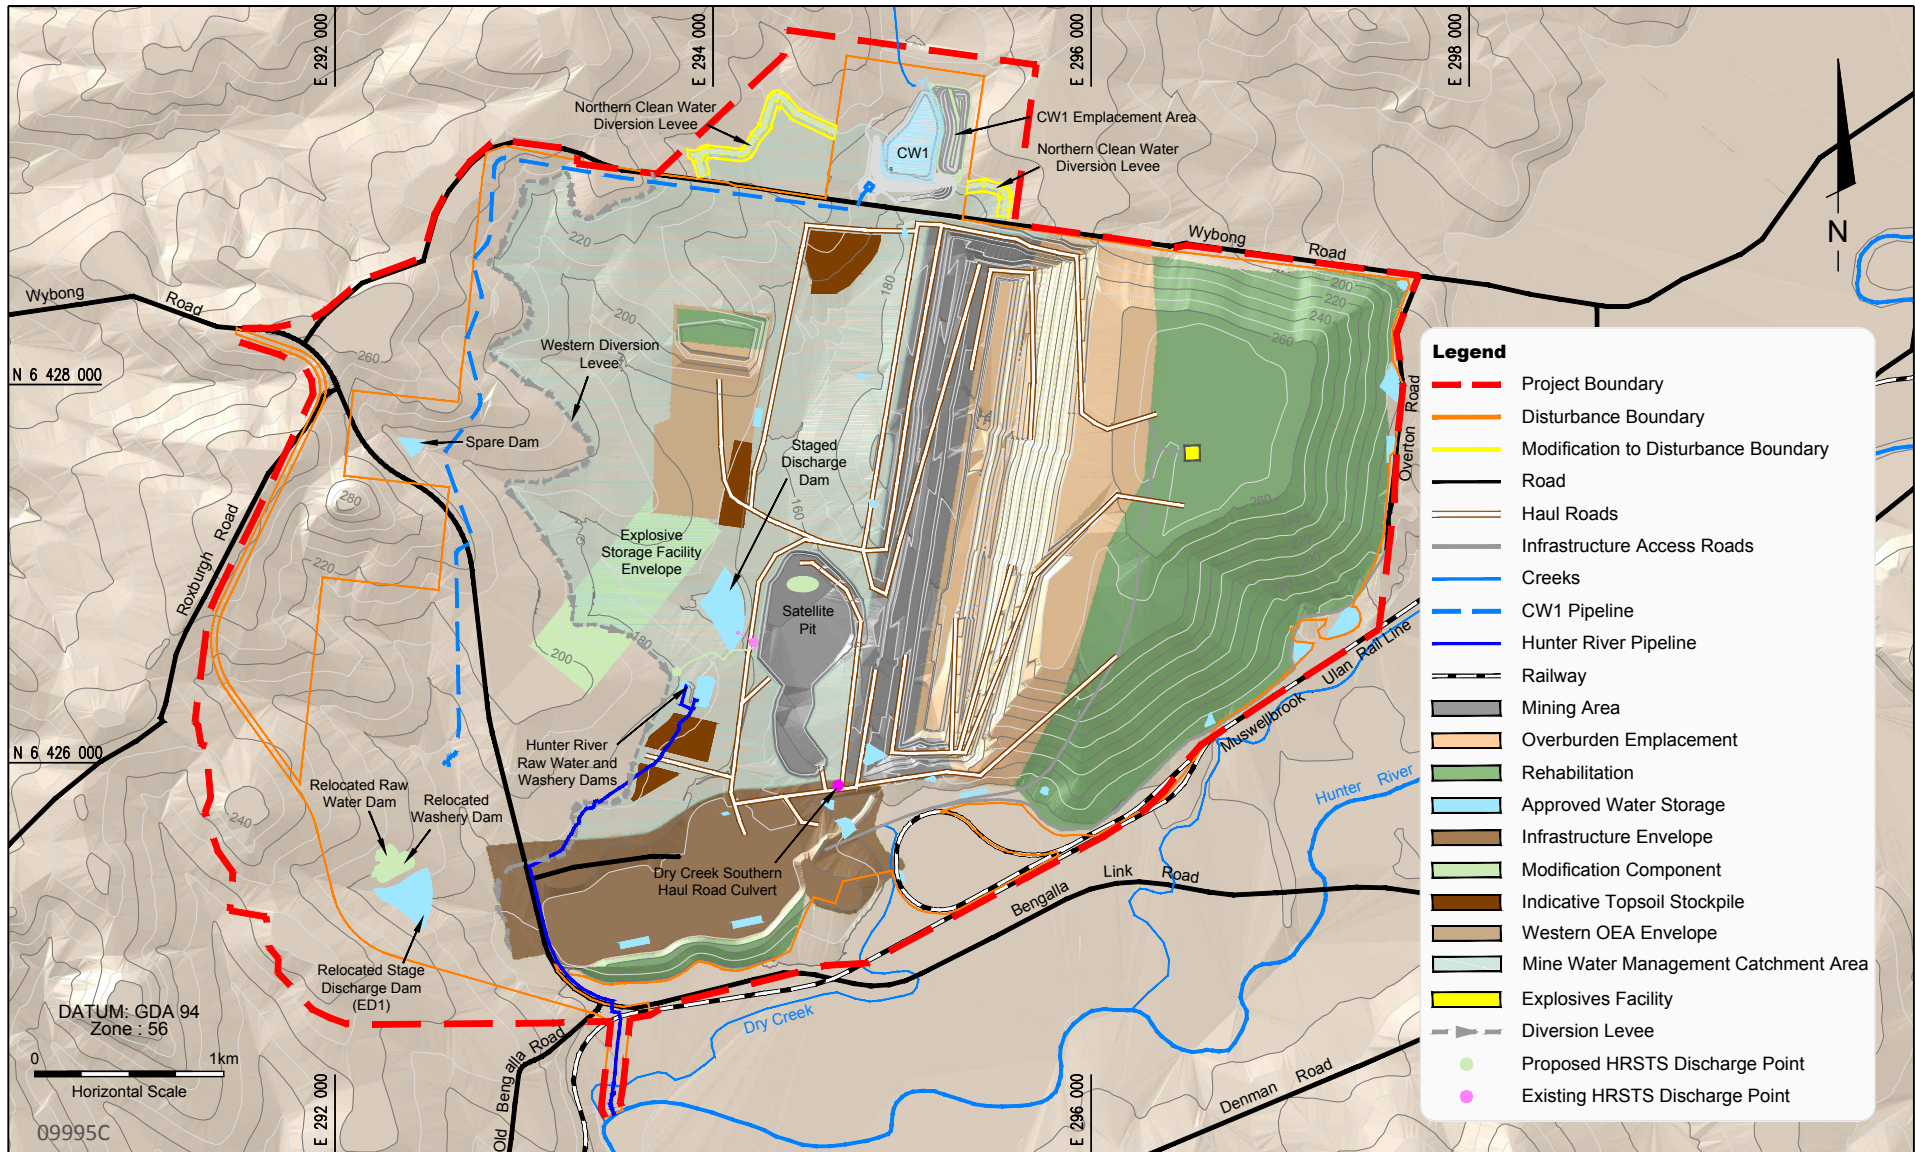 E 292 000
E 294 000
E 296 000
E 298 000
Northern Clean Water
Diversion Levee
CW1 Emplacement Area
CW1
Northern Clean Water
Diversion Levee
Wybong Road
220
200
220
240
260
180
Wybong Road
200
260
Western Diversion
Levee
N 6 428 000
Overton Road
Spare Dam
Staged
Discharge
Dam
280
260
160
Roxburgh Road
Explosive
Storage Facility
Envelope
220
Satellite
Pit
180
200
Muswellbrook - Ulan Rail Line
N 6 426 000
Hunter River
Raw Water and
Washery Dams
Hunter River
Relocated Raw
Water Dam
Relocated
Washery Dam
240
Dry Creek Southern
Haul Road Culvert
Bengalla Link Road
Relocated Stage
Discharge Dam
(ED1)
DATUM: GDA 94
Zone : 56
Dry Creek
0 1km
Horizontal Scale
Old Bengalla Road
Denman Road
E 292 000
E 296 000
09995C
N
Legend
Project Boundary
Disturbance Boundary
Modification to Disturbance Boundary
Road
Haul Roads
Infrastructure Access Roads
Creeks
CW1 Pipeline
Hunter River Pipeline
Railway
Mining Area
Overburden Emplacement
Rehabilitation
Approved Water Storage
Infrastructure Envelope
Modification Component
Indicative Topsoil Stockpile
Western OEA Envelope
Mine Water Management Catchment Area
Explosives Facility
Diversion Levee
Proposed HRSTS Discharge Point
Existing HRSTS Discharge Point